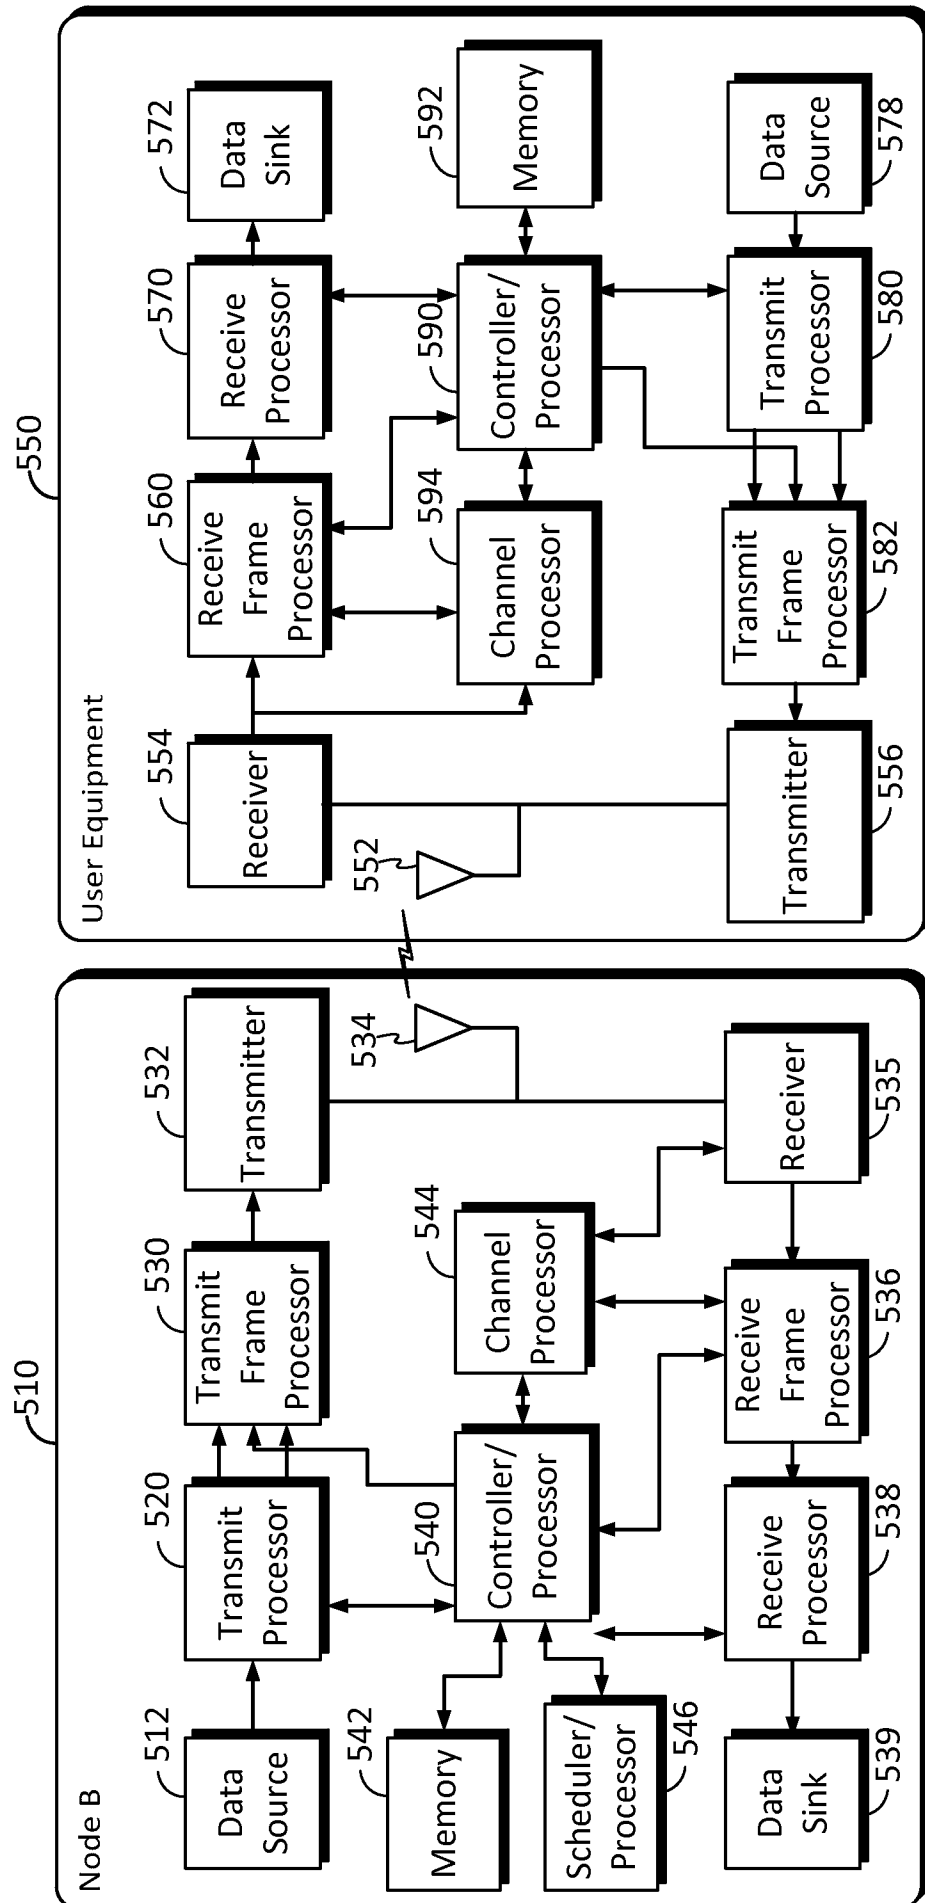 510
Node B
512
Data
Source
520
Transmit
Processor
530
Transmit
Frame
Processor
532
Transmitter
542
Memory
540
Controller/
Processor
544
Channel
Processor
534
Scheduler/
Processor
546
Data
Sink
539
Receive
Processor
538
Receive
Frame
Processor
536
Receiver
535
550
User Equipment
554
Receiver
560
Receive
Frame
Processor
570
Receive
Processor
572
Data
Sink
552
594
Channel
Processor
590
Controller/
Processor
592
Memory
Transmitter
556
Transmit
Frame
Processor
582
Transmit
Processor
580
Data
Source
578